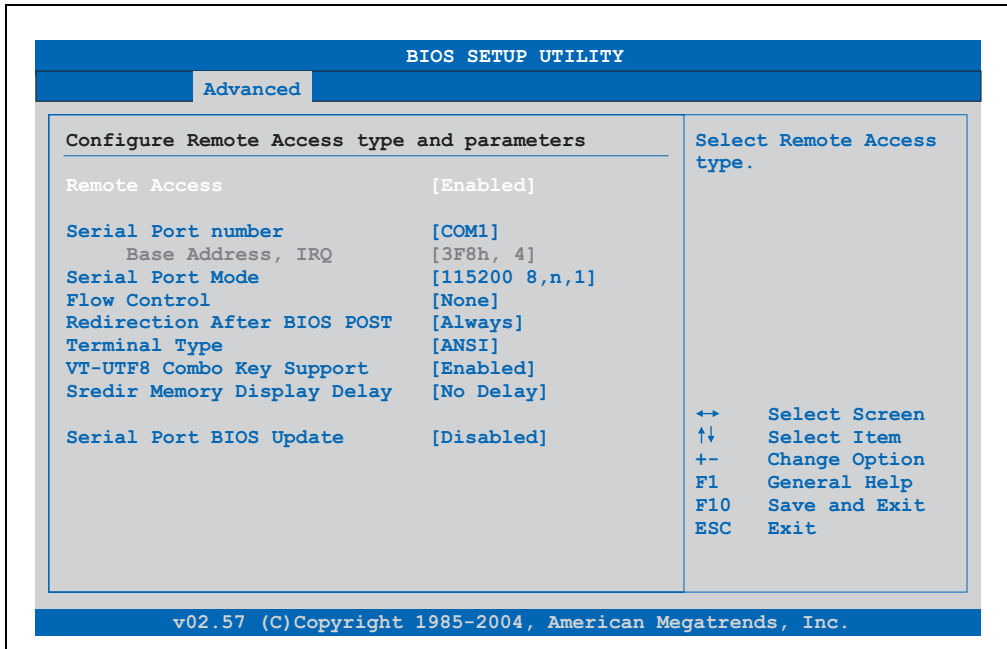 BIOS SETUP UTILITY
Advanced
Configure Remote Access type and parameters
Remote Access [Enabled]
Serial Port number [COM1]
Base Address, IRQ [3F8h, 4]
Serial Port Mode [115200 8,n,1]
Flow Control [None]
Redirection After BIOS POST [Always]
Terminal Type [ANSI]
VT-UTF8 Combo Key Support [Enabled]
Sredir Memory Display Delay [No Delay]
Serial Port BIOS Update [Disabled]
Select Remote Access
type.
↔ Select Screen
↑↓ Select Item
+- Change Option
F1 General Help
F10 Save and Exit
ESC Exit
v02.57 (C)Copyright 1985-2004, American Megatrends, Inc.